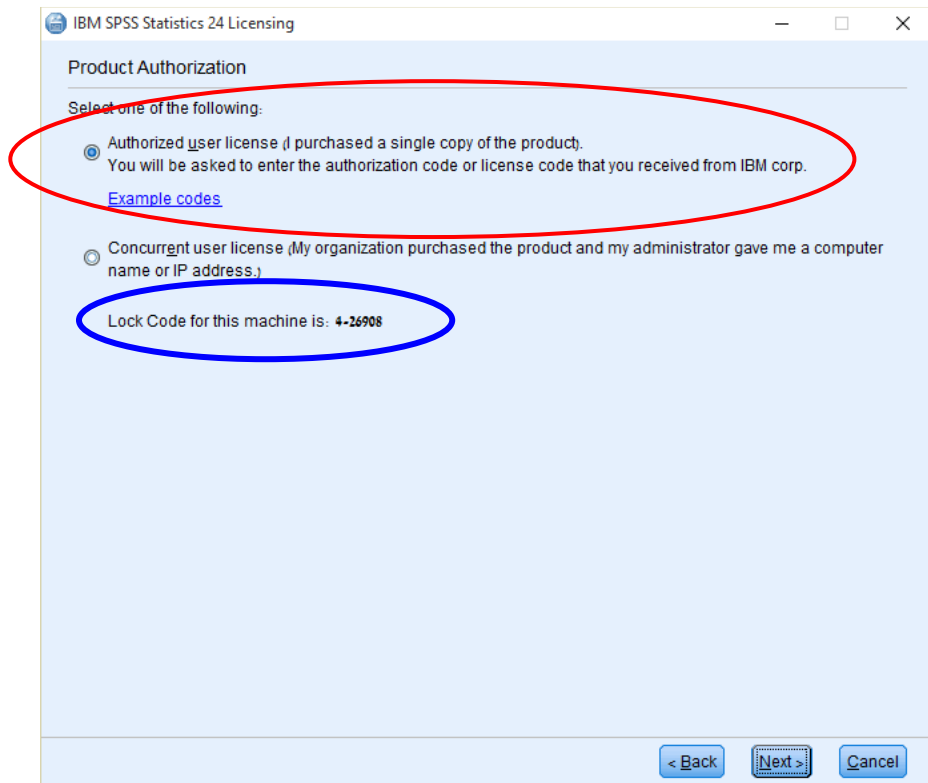 IBM SPSS Statistics 24 Licensing
Product Authorization
Select one of the following:
Authorized user license (I purchased a single copy of the product).
You will be asked to enter the authorization code or license code that you received from IBM corp.
Example codes
Concurrent user license (My organization purchased the product and my administrator gave me a computer
name or IP address.)
Lock Code for this machine is: 4-26908
< Back Next > Cancel